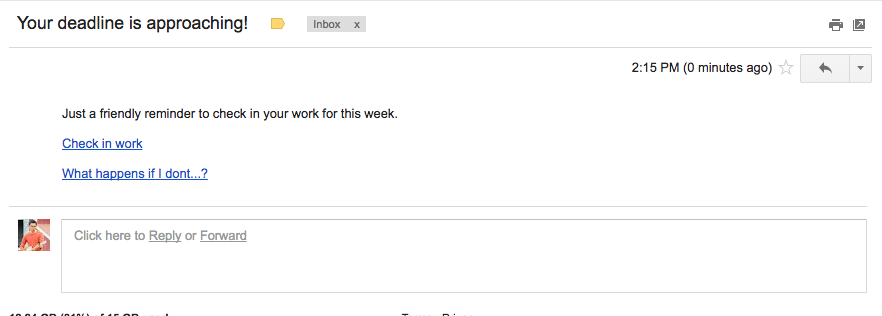 Your deadline is approaching!
Inbox x
2:15 PM (0 minutes ago)
Just a friendly reminder to check in your work for this week.
Check in work
What happens if I dont...?
Click here to Reply or Forward